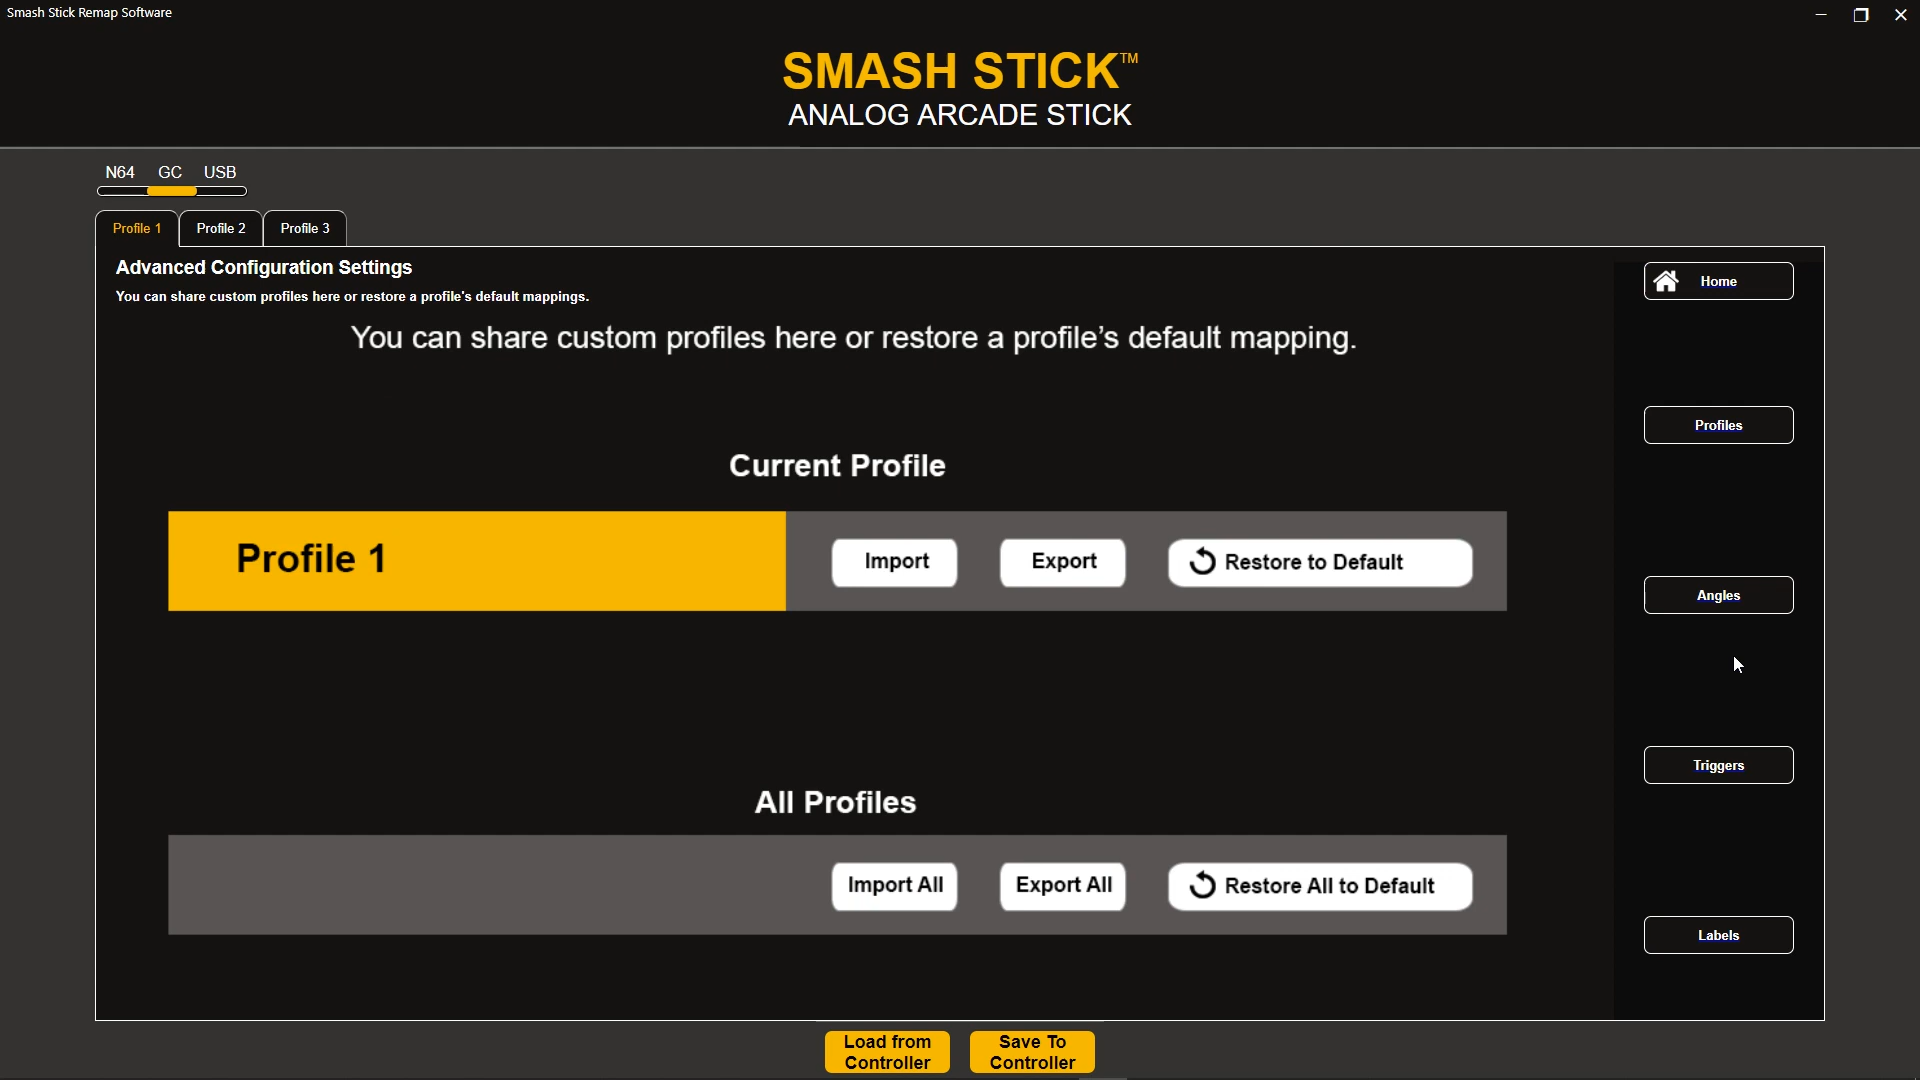 Smash Stick Remap Software
SMASH STICK™
ANALOG ARCADE STICK
N64 GC USB
Profile 1 Profile 2 Profile 3
Advanced Configuration Settings
You can share custom profiles here or restore a profile's default mappings.
You can share custom profiles here or restore a profile’s default mapping.
Home
Profiles
Current Profile
Profile 1 Import Export Restore to Default
Angles
Triggers
All Profiles
Import All Export All Restore All to Default
Labels
Load from
Controller
Save To
Controller